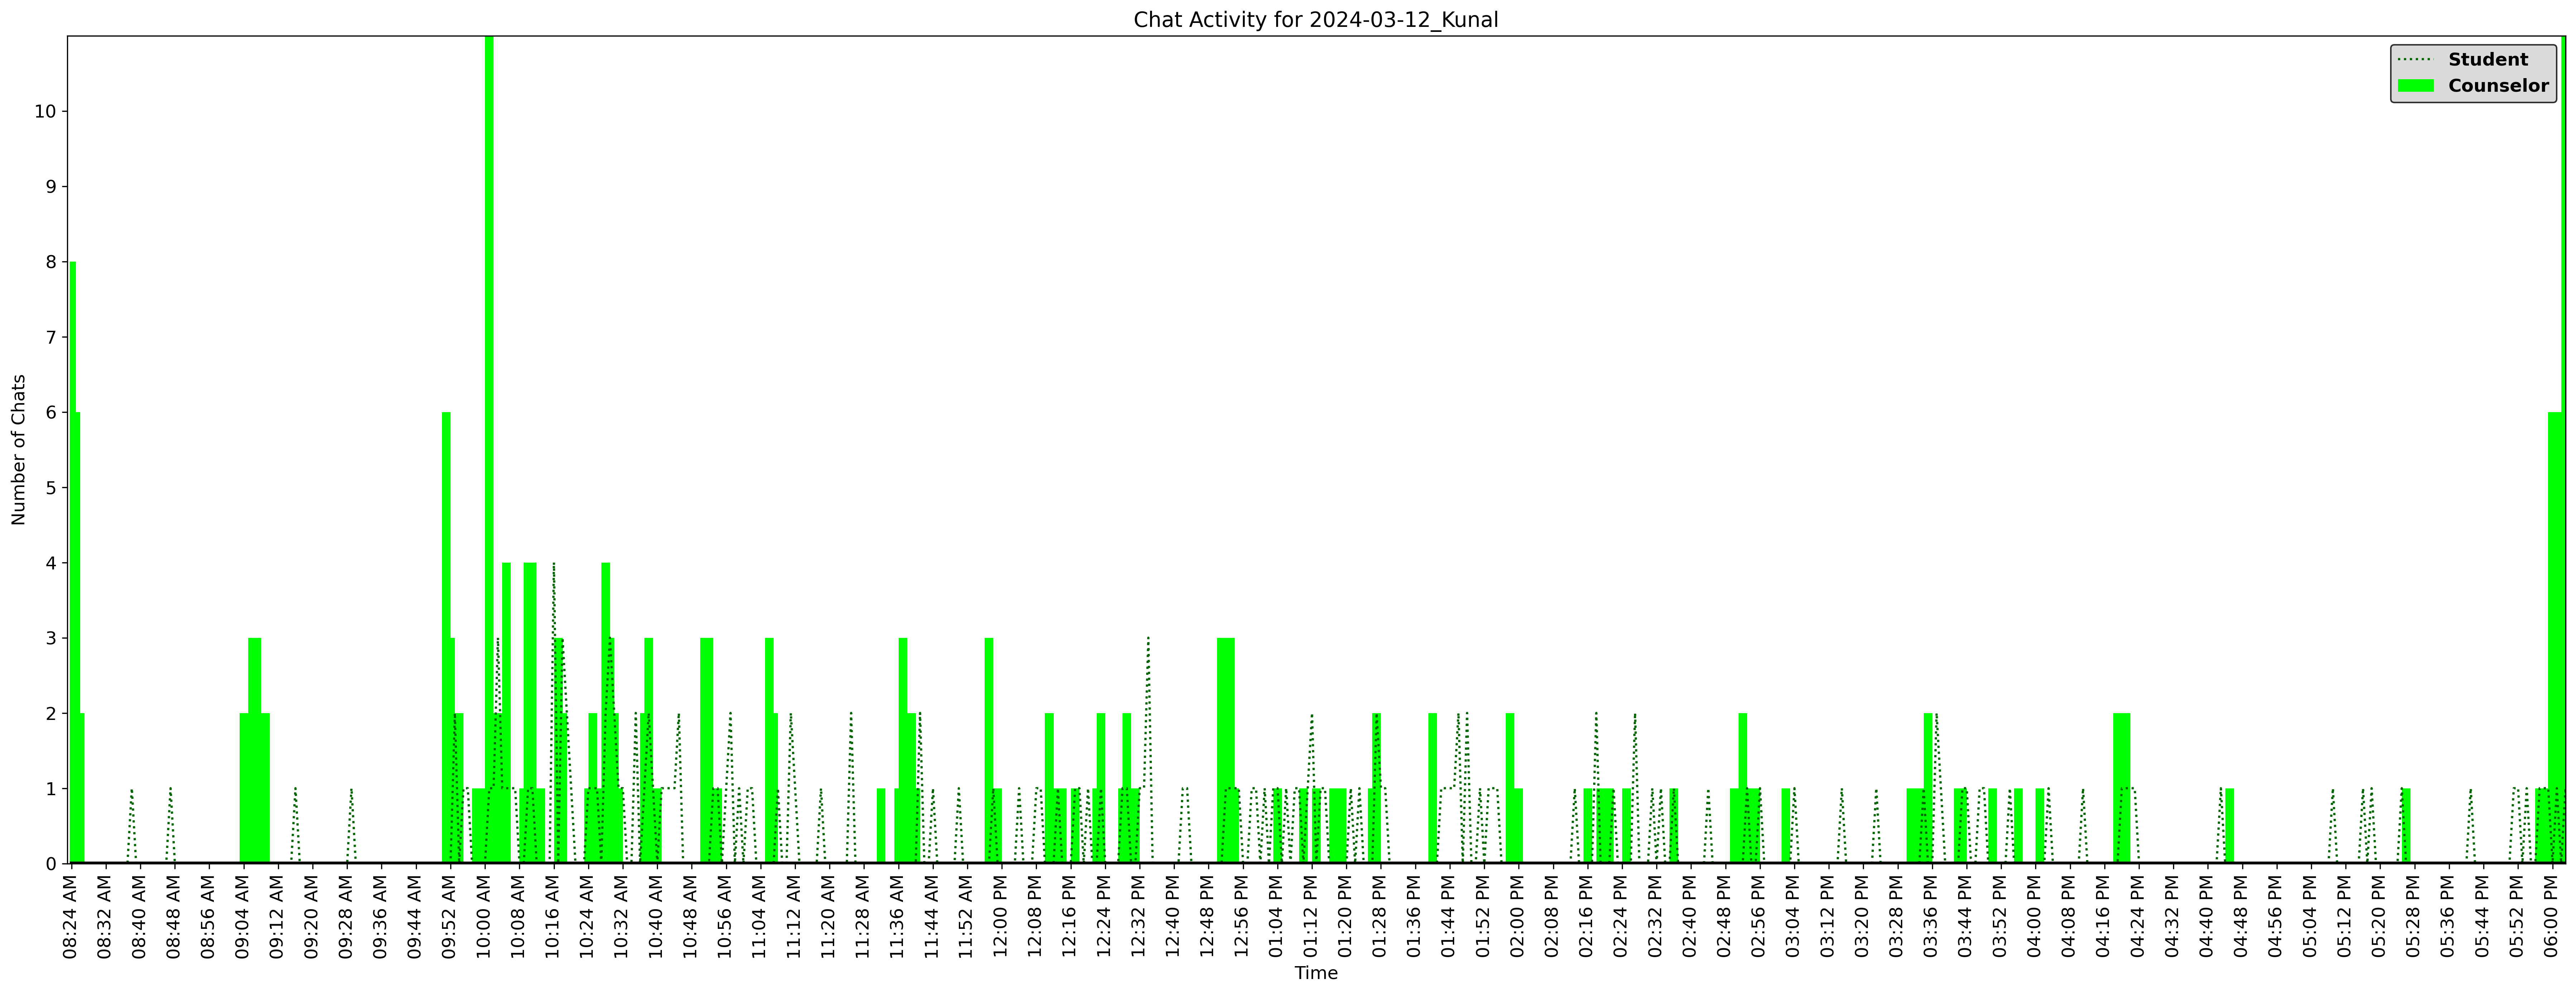 Chat Activity for 2024-03-12_Kunal
Student
Counselor
Number of Chats
10
9
8
7
6
5
4
3
2
1
0
08:24 AM
08:32 AM
08:40 AM
08:48 AM
08:56 AM
09:04 AM
09:12 AM
09:20 AM
09:28 AM
09:36 AM
09:44 AM
09:52 AM
10:00 AM
10:08 AM
10:16 AM
10:24 AM
10:32 AM
10:40 AM
10:48 AM
10:56 AM
11:04 AM
11:12 AM
11:20 AM
11:28 AM
11:36 AM
11:44 AM
11:52 AM
12:00 PM
12:08 PM
12:16 PM
12:24 PM
12:32 PM
12:40 PM
12:48 PM
12:56 PM
01:04 PM
01:12 PM
01:20 PM
01:28 PM
01:36 PM
01:44 PM
01:52 PM
02:00 PM
02:08 PM
02:16 PM
02:24 PM
02:32 PM
02:40 PM
02:48 PM
02:56 PM
03:04 PM
03:12 PM
03:20 PM
03:28 PM
03:36 PM
03:44 PM
03:52 PM
04:00 PM
04:08 PM
04:16 PM
04:24 PM
04:32 PM
04:40 PM
04:48 PM
04:56 PM
05:04 PM
05:12 PM
05:20 PM
05:28 PM
05:36 PM
05:44 PM
05:52 PM
06:00 PM
Time